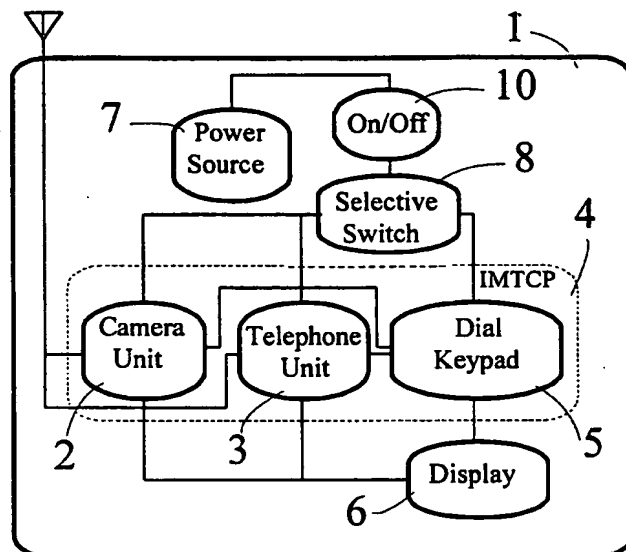 1
10
7
Power
Source
On/Off
8
Selective
Switch
4
IMTCP
Camera
Unit
Telephone
Unit
Dial
Keypad
2
3
5
Display
6